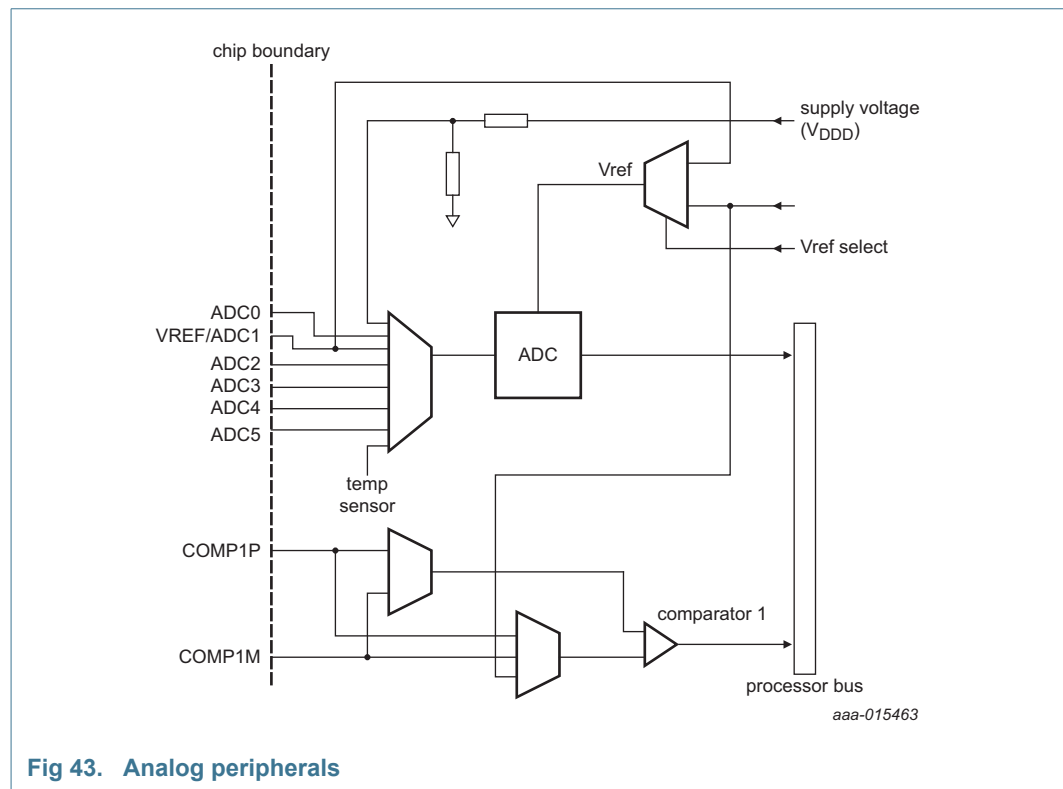 chip boundary
supply voltage
(VDDD)
Vref
Vref select
ADC0
VREF/ADC1
ADC2
ADC3
ADC4
ADC5
ADC
temp
sensor
COMP1P
comparator 1
COMP1M
processor bus
aaa-015463
Fig 43. Analog peripherals